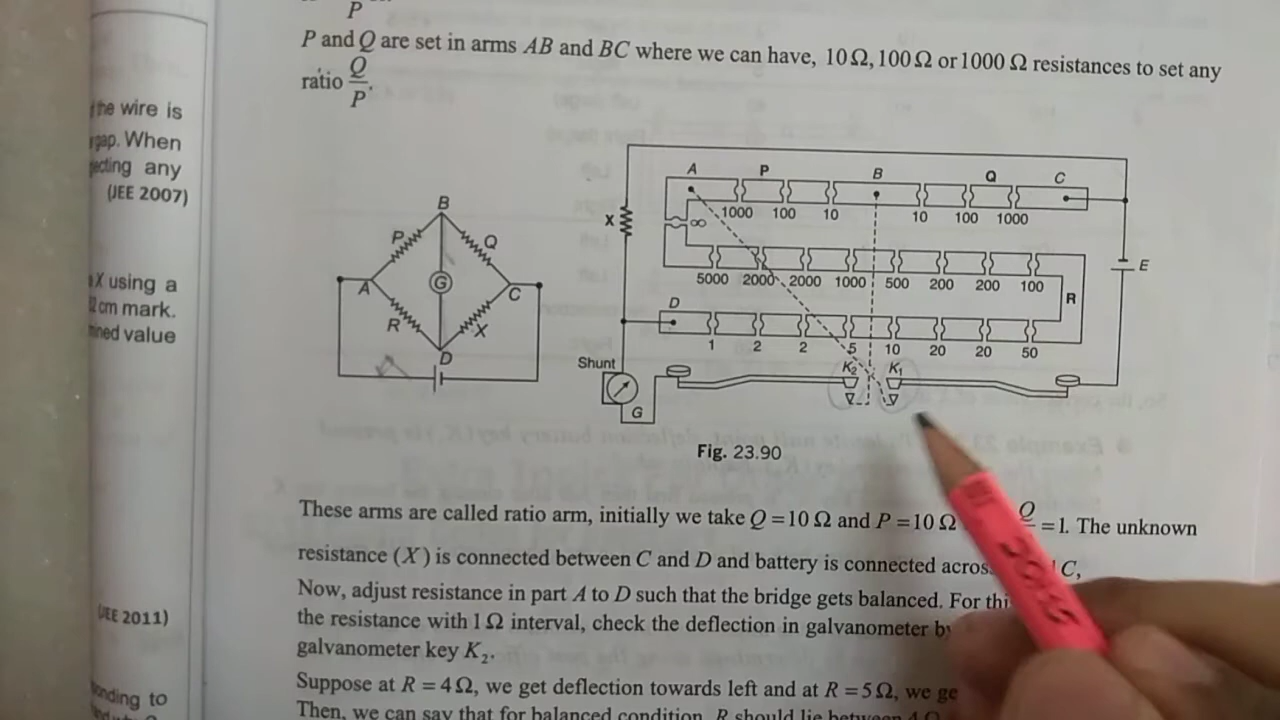 P
P and Q are set in arms AB and BC where we can have, 10 Ω, 100 Ω or 1000 Ω resistances to set any
ratio Q/P.
the wire is
gap. When
(JEE 2007)
X using a
cm mark.
value
(JEE 2011)
to
B
P
Q
A
G
C
R
X
D
A P B Q C
1000 100 10 10 100 1000
X
∞
E
5000 2000 2000 1000 500 200 200 100
R
D
1 2 2 5 10 20 20 50
Shunt
K₂ K₁
G
Fig. 23.90
These arms are called ratio arm, initially we take Q = 10 Ω and P = 10 Ω Q = 1. The unknown
resistance (X) is connected between C and D and battery is connected C,
Now, adjust resistance in part A to D such that the bridge gets balanced. For
the resistance with 1 Ω interval, check the deflection in galvanometer
galvanometer key K₂.
Suppose at R = 4 Ω, we get deflection towards left and at R = 5 Ω, we
Then, we can say that for balanced condition, R should lie between 4 Ω